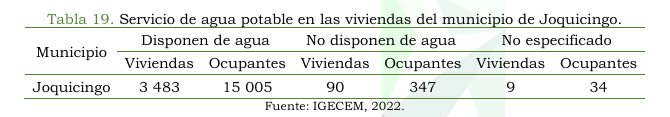 Tabla 19. Servicio de agua potable en las viviendas del municipio de Joquicingo.
Municipio Disponen de agua No disponen de agua No especificado
Viviendas Ocupantes Viviendas Ocupantes Viviendas Ocupantes
Joquicingo 3 483 15 005 90 347 9 34
Fuente: IGECEM, 2022.